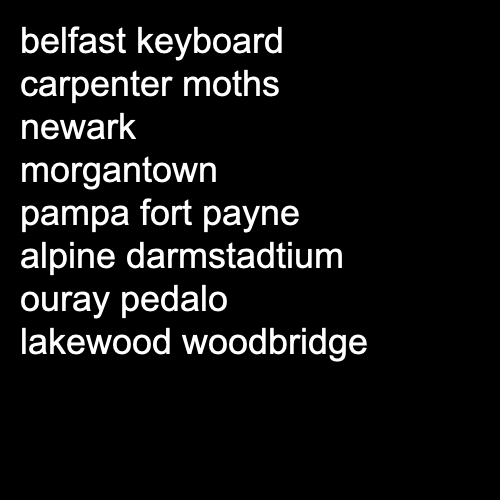 belfast keyboard
carpenter moths
newark
morgantown
pampa fort payne
alpine darmstadtium
ouray pedalo
lakewood woodbridge